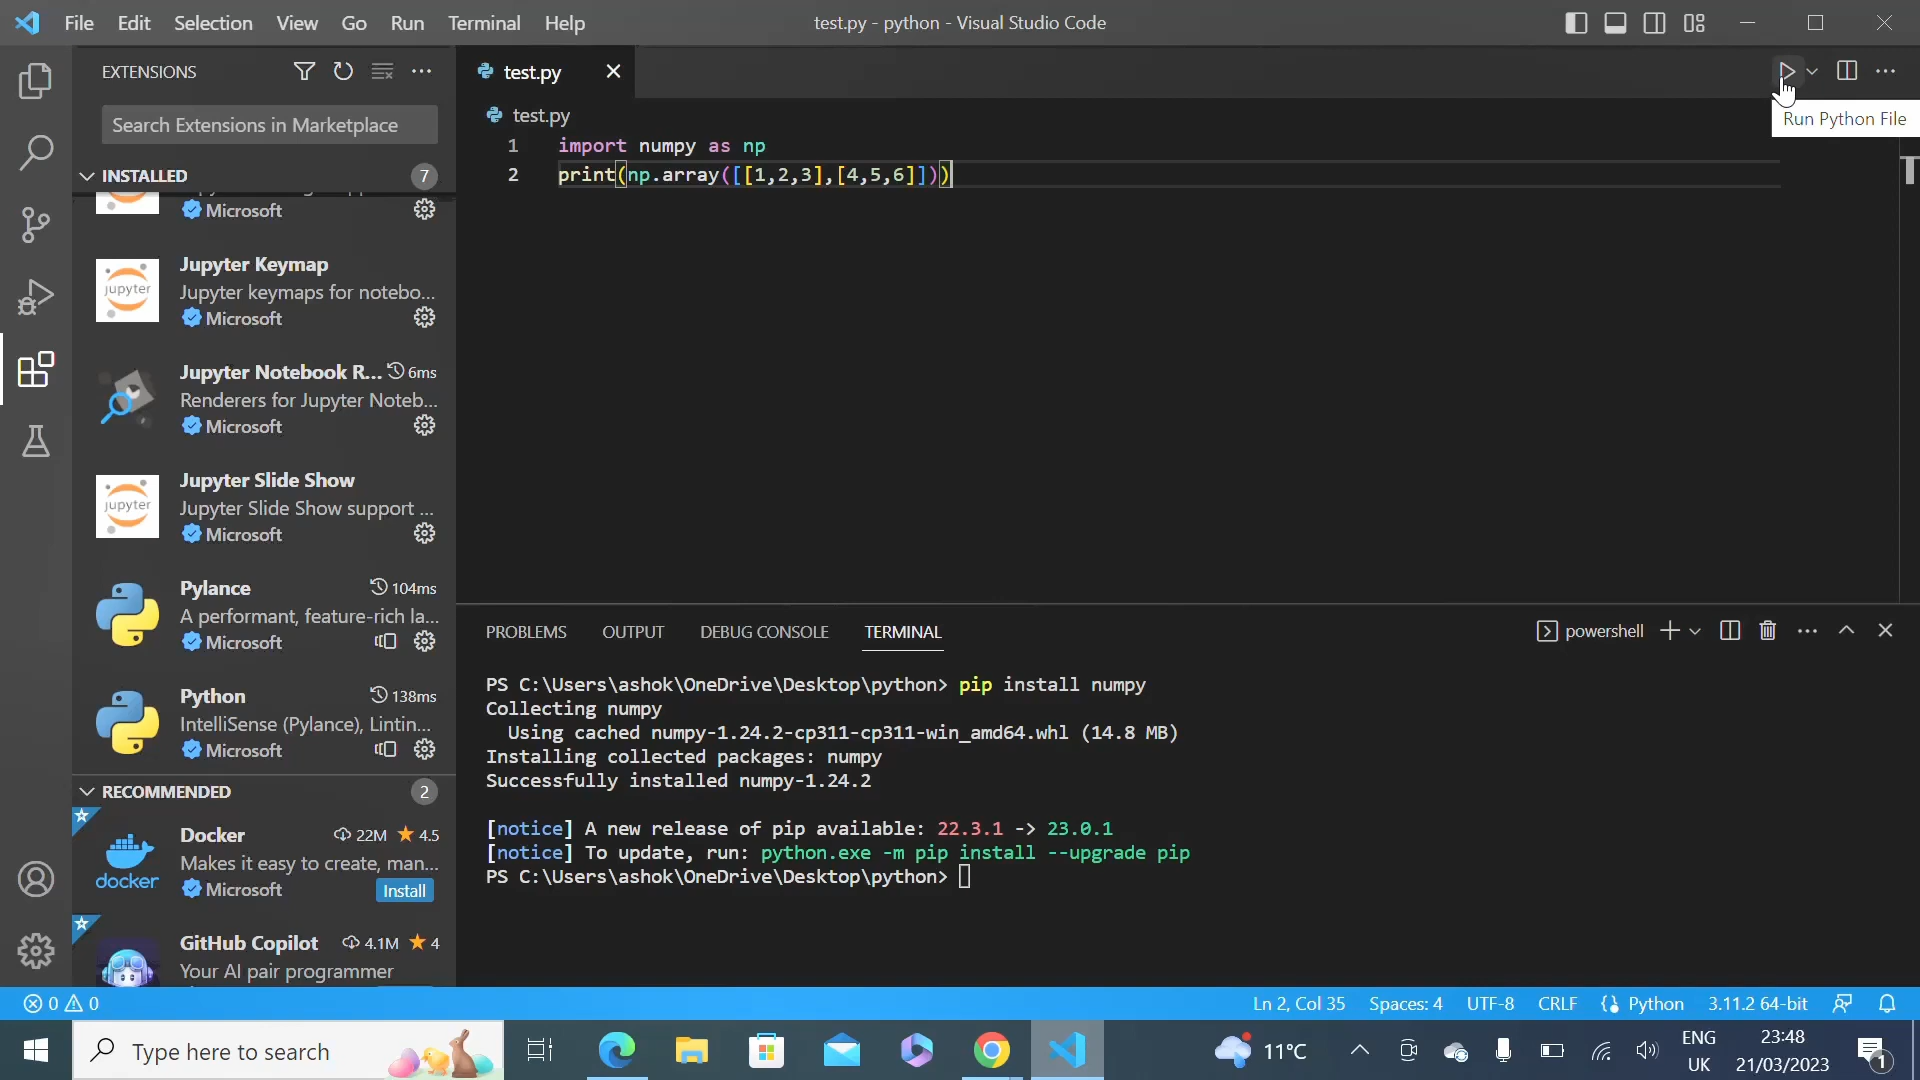 File Edit Selection View Go Run Terminal Help
test.py - python - Visual Studio Code
EXTENSIONS
Search Extensions in Marketplace
INSTALLED 7
Microsoft
Jupyter Keymap
jupyter
Jupyter keymaps for notebo...
Microsoft
Jupyter Notebook R... 6ms
Renderers for Jupyter Noteb...
Microsoft
Jupyter Slide Show
jupyter
Jupyter Slide Show support ...
Microsoft
Pylance 104ms
A performant, feature-rich la...
Microsoft
Python 138ms
IntelliSense (Pylance), Lintin...
Microsoft
RECOMMENDED 2
Docker 22M 4.5
Makes it easy to create, man...
docker
Microsoft Install
GitHub Copilot 4.1M 4
Your AI pair programmer
test.py
test.py
Run Python File
1 import numpy as np
2 print(np.array([[1,2,3],[4,5,6]]))
PROBLEMS OUTPUT DEBUG CONSOLE TERMINAL
powershell
PS C:\Users\ashok\OneDrive\Desktop\python> pip install numpy
Collecting numpy
Using cached numpy-1.24.2-cp311-cp311-win_amd64.whl (14.8 MB)
Installing collected packages: numpy
Successfully installed numpy-1.24.2
[notice] A new release of pip available: 22.3.1 -> 23.0.1
[notice] To update, run: python.exe -m pip install --upgrade pip
PS C:\Users\ashok\OneDrive\Desktop\python>
0 0
Ln 2, Col 35 Spaces: 4 UTF-8 CRLF Python 3.11.2 64-bit
Type here to search
11°C
ENG
UK
23:48
21/03/2023
1